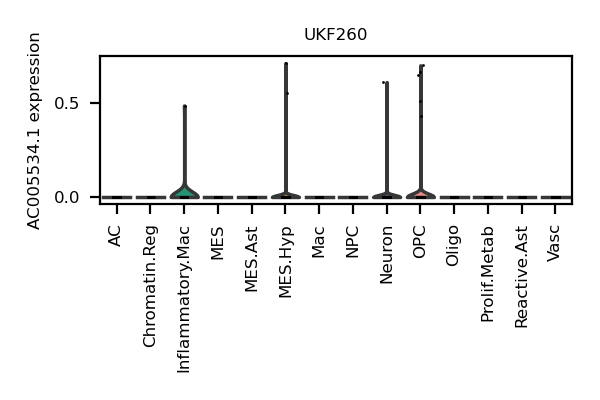 UKF260
AC005534.1 expression
0.5
0.0
AC
Chromatin.Reg
Inflammatory.Mac
MES
MES.Ast
MES.Hyp
Mac
NPC
Neuron
OPC
Oligo
Prolif.Metab
Reactive.Ast
Vasc